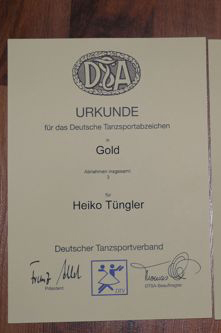 DTSA
URKUNDE
für das Deutsche Tanzsportabzeichen
in
Gold
Abnahmen insgesamt:
3
für
Heiko Tüngler
Deutscher Tanzsportverband
Präsident
DTV
DTSA-Beauftragter